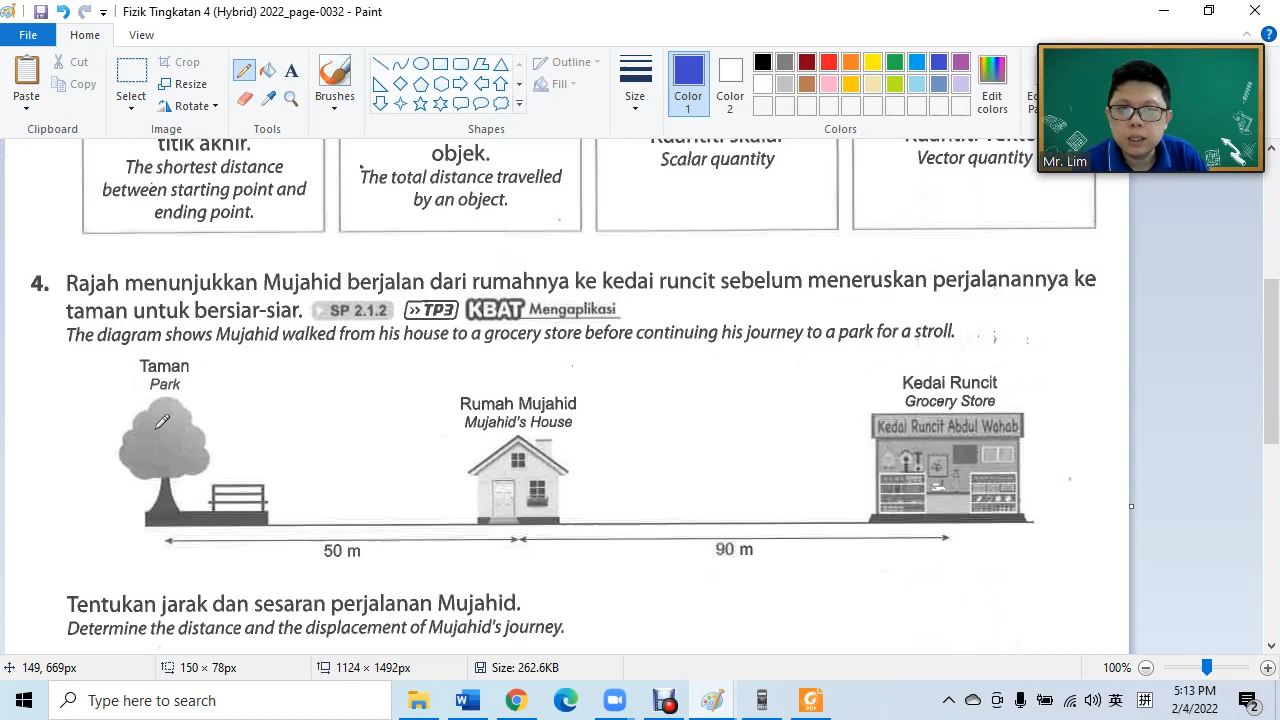 Fizik Tingkatan 4 (Hybrid) 2022_page-0032 - Paint
File
Home
View
Paste
Cut
Copy
Clipboard
Select
Crop
Resize
Rotate
Image
Tools
Brushes
Shapes
Outline
Fill
Size
Color 1
Color 2
Edit colors
Colors
Mr. Lim
titik akhir.
The shortest distance
between starting point and
ending point.
objek.
The total distance travelled
by an object.
Scalar quantity
Vector quantity
4. Rajah menunjukkan Mujahid berjalan dari rumahnya ke kedai runcit sebelum meneruskan perjalanannya ke
taman untuk bersiar-siar. SP 2.1.2 >> TP3 KBAT Mengaplikasi
The diagram shows Mujahid walked from his house to a grocery store before continuing his journey to a park for a stroll.
Taman
Park
Rumah Mujahid
Mujahid's House
Kedai Runcit
Grocery Store
Kedai Runcit Abdul Wahab
50 m
90 m
Tentukan jarak dan sesaran perjalanan Mujahid.
Determine the distance and the displacement of Mujahid's journey.
149, 669px
150 × 78px
1124 × 1492px
Size: 262.6KB
100%
Type here to search
英
拼
5:13 PM
2/4/2022
2